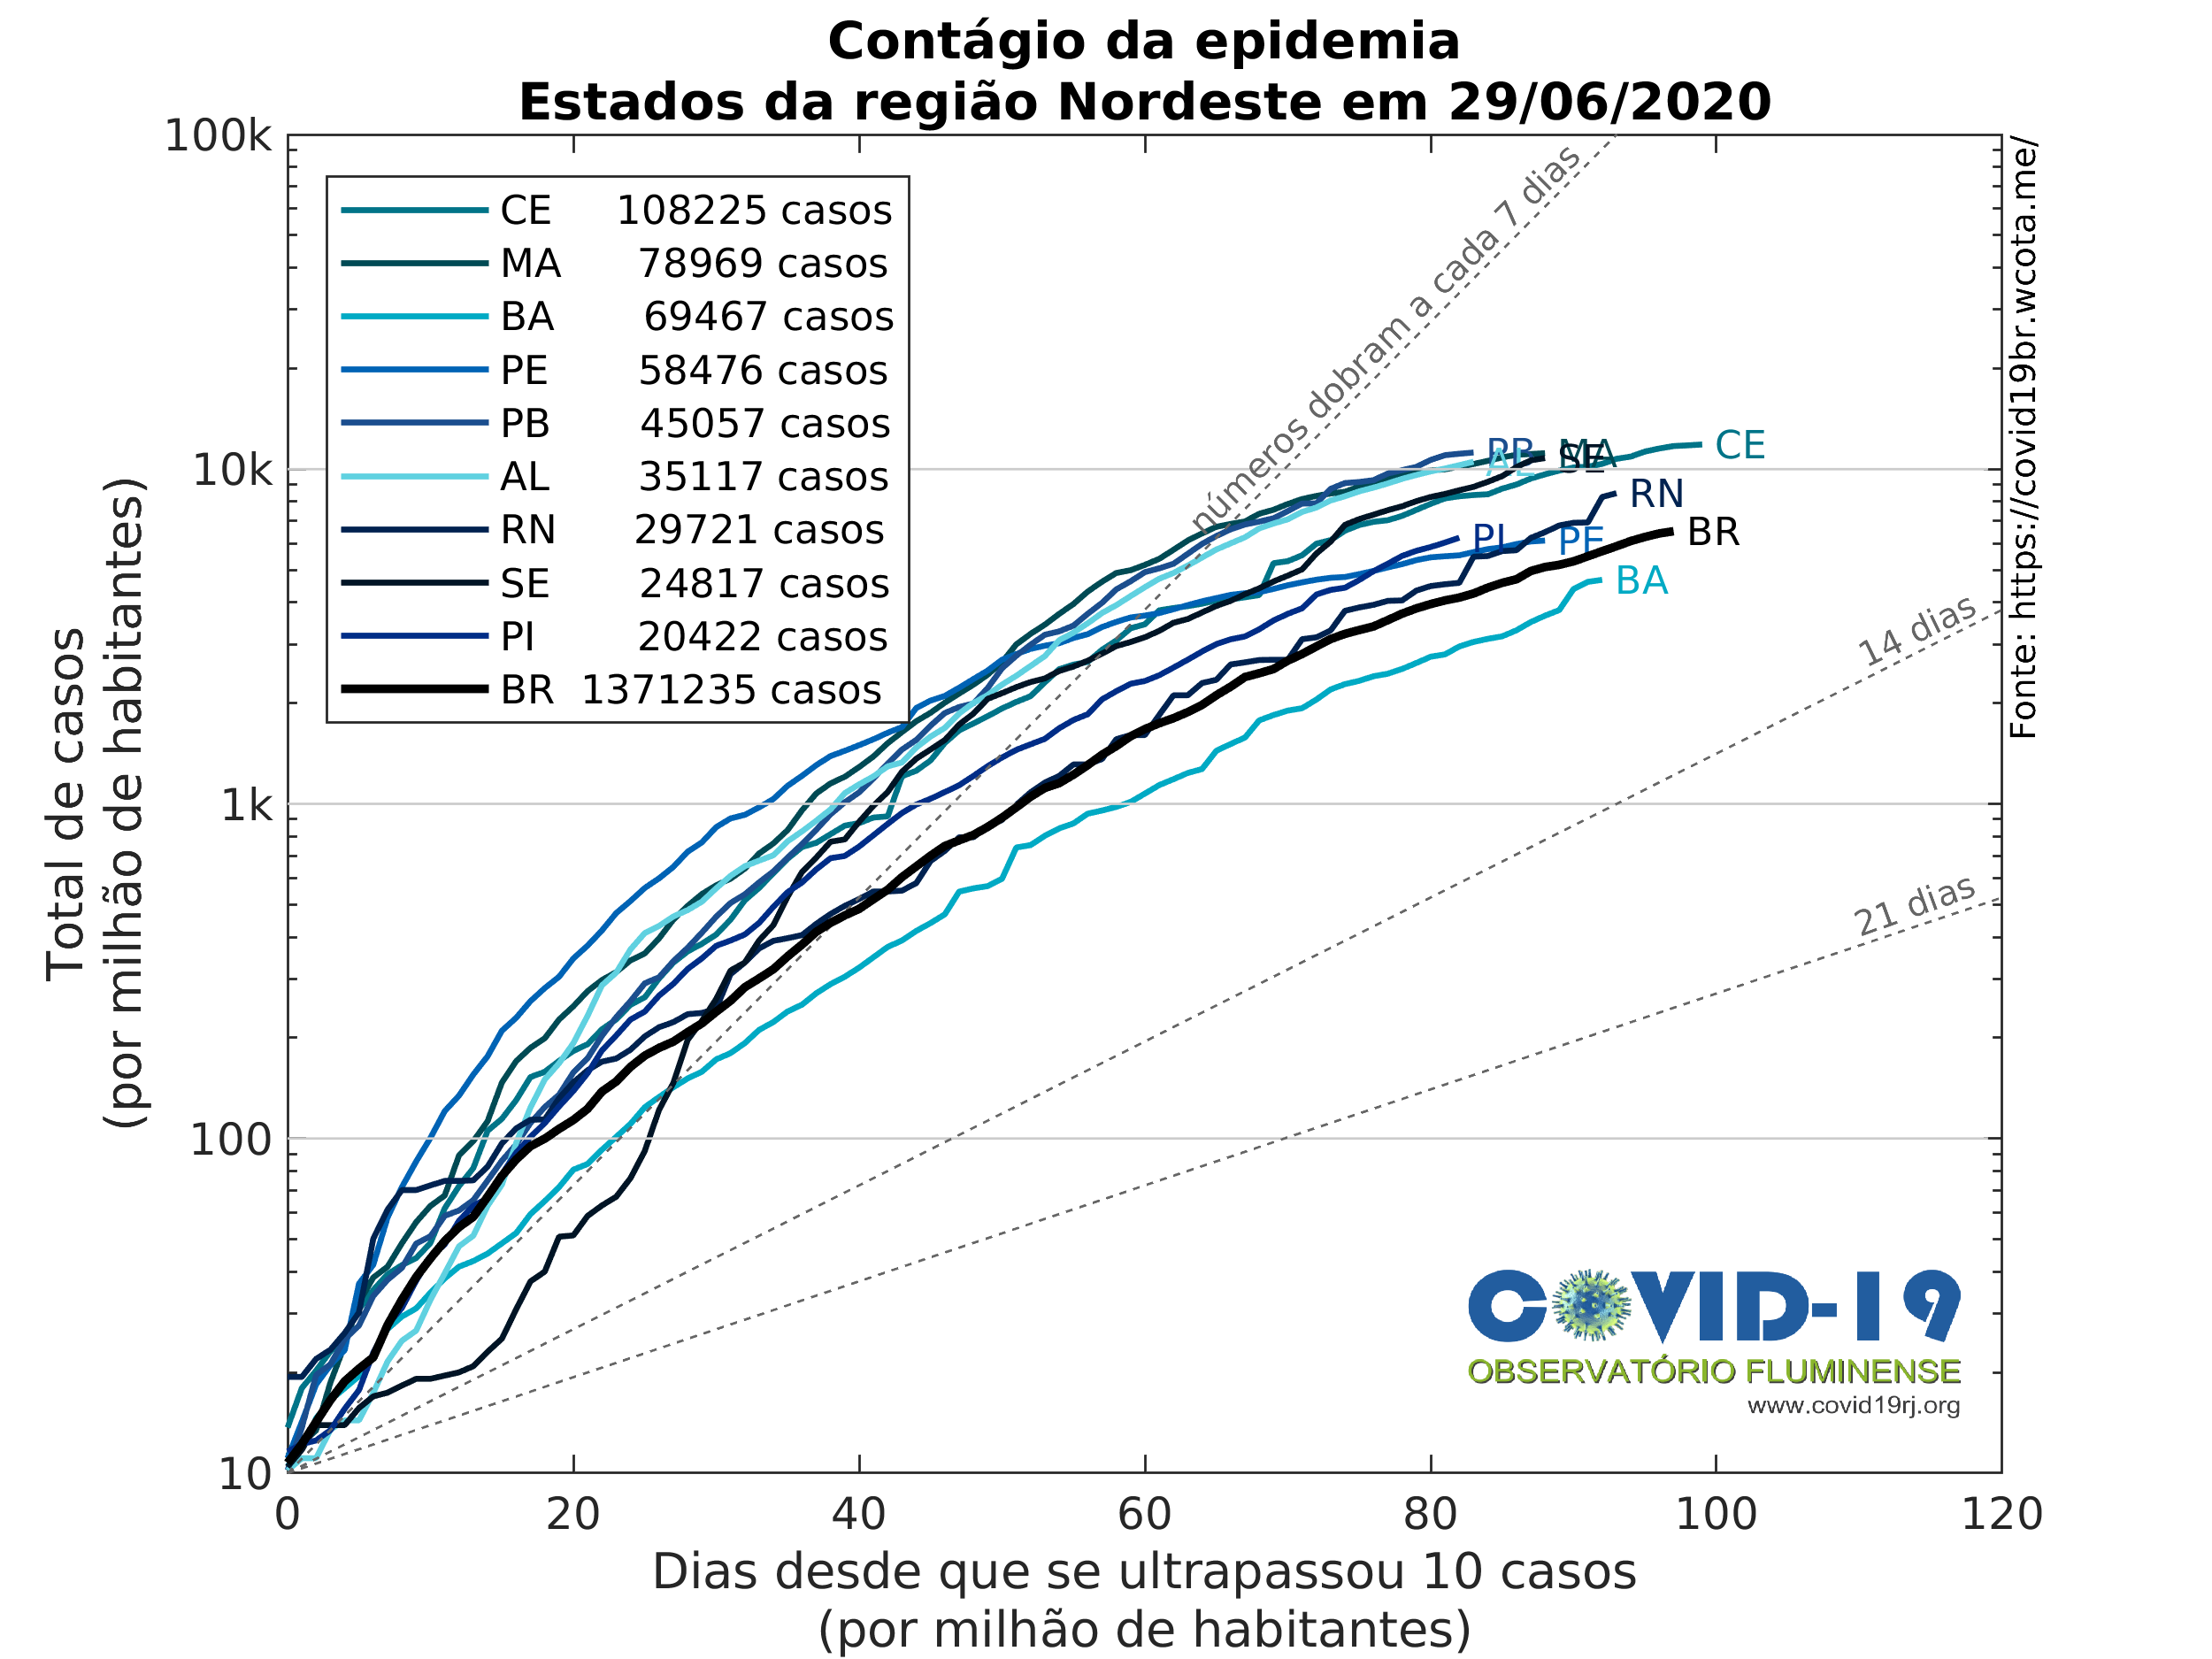 Contágio da epidemia
Estados da região Nordeste em 29/06/2020
100k
10k
1k
100
10
Total de casos
(por milhão de habitantes)
CE 108225 casos
MA 78969 casos
BA 69467 casos
PE 58476 casos
PB 45057 casos
AL 35117 casos
RN 29721 casos
SE 24817 casos
PI 20422 casos
BR 1371235 casos
números dobram a cada 7 dias
14 dias
21 dias
PB
AL
MA
SE
CE
RN
PI
PE
BR
BA
Fonte: https://covid19br.wcota.me/
COVID-19
OBSERVATÓRIO FLUMINENSE
www.covid19rj.org
0 20 40 60 80 100 120
Dias desde que se ultrapassou 10 casos
(por milhão de habitantes)